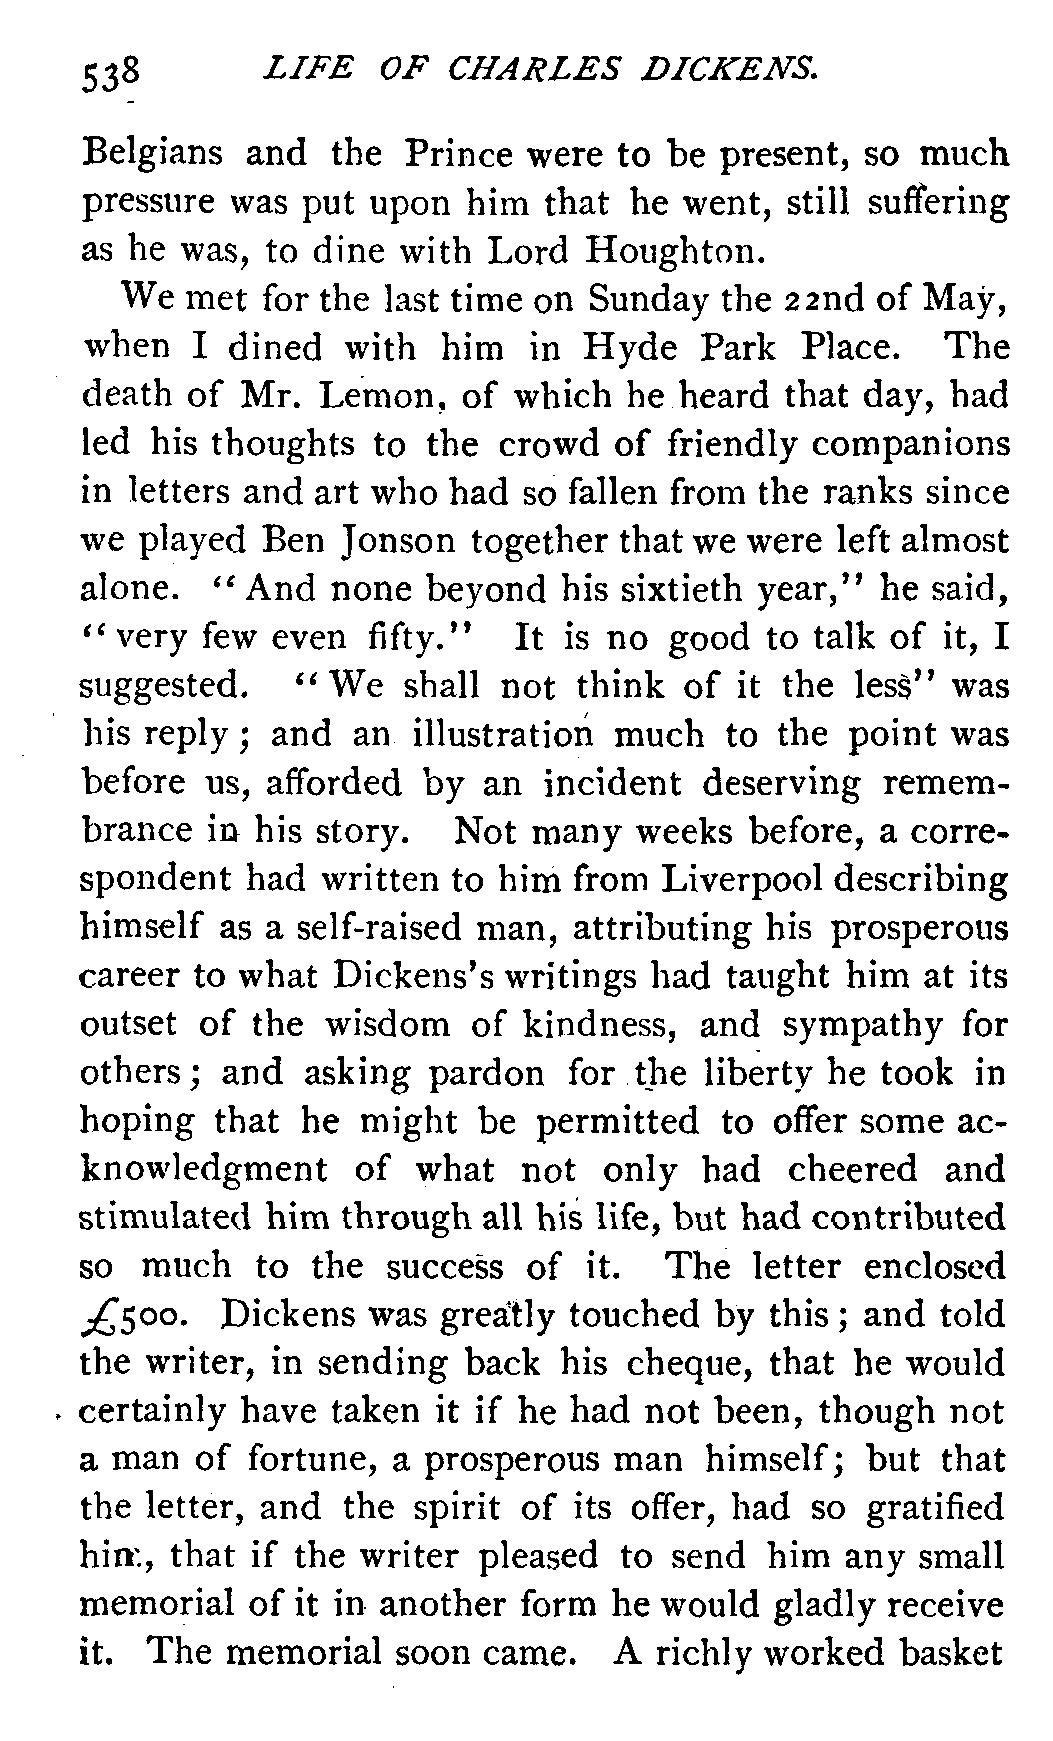 538 LIFE OF CHARLES DICKENS.
Belgians and the Prince were to be present, so much
pressure was put upon him that he went, still suffering
as he was, to dine with Lord Houghton.
We met for the last time on Sunday the 22nd of May,
when I dined with him in Hyde Park Place. The
death of Mr. Lemon, of which he heard that day, had
led his thoughts to the crowd of friendly companions
in letters and art who had so fallen from the ranks since
we played Ben Jonson together that we were left almost
alone. “And none beyond his sixtieth year,” he said,
“very few even fifty.” It is no good to talk of it, I
suggested. “We shall not think of it the less” was
his reply; and an illustration much to the point was
before us, afforded by an incident deserving remem-
brance in his story. Not many weeks before, a corre-
spondent had written to him from Liverpool describing
himself as a self-raised man, attributing his prosperous
career to what Dickens's writings had taught him at its
outset of the wisdom of kindness, and sympathy for
others; and asking pardon for the liberty he took in
hoping that he might be permitted to offer some ac-
knowledgment of what not only had cheered and
stimulated him through all his life, but had contributed
so much to the success of it. The letter enclosed
£500. Dickens was greatly touched by this; and told
the writer, in sending back his cheque, that he would
certainly have taken it if he had not been, though not
a man of fortune, a prosperous man himself; but that
the letter, and the spirit of its offer, had so gratified
him, that if the writer pleased to send him any small
memorial of it in another form he would gladly receive
it. The memorial soon came. A richly worked basket